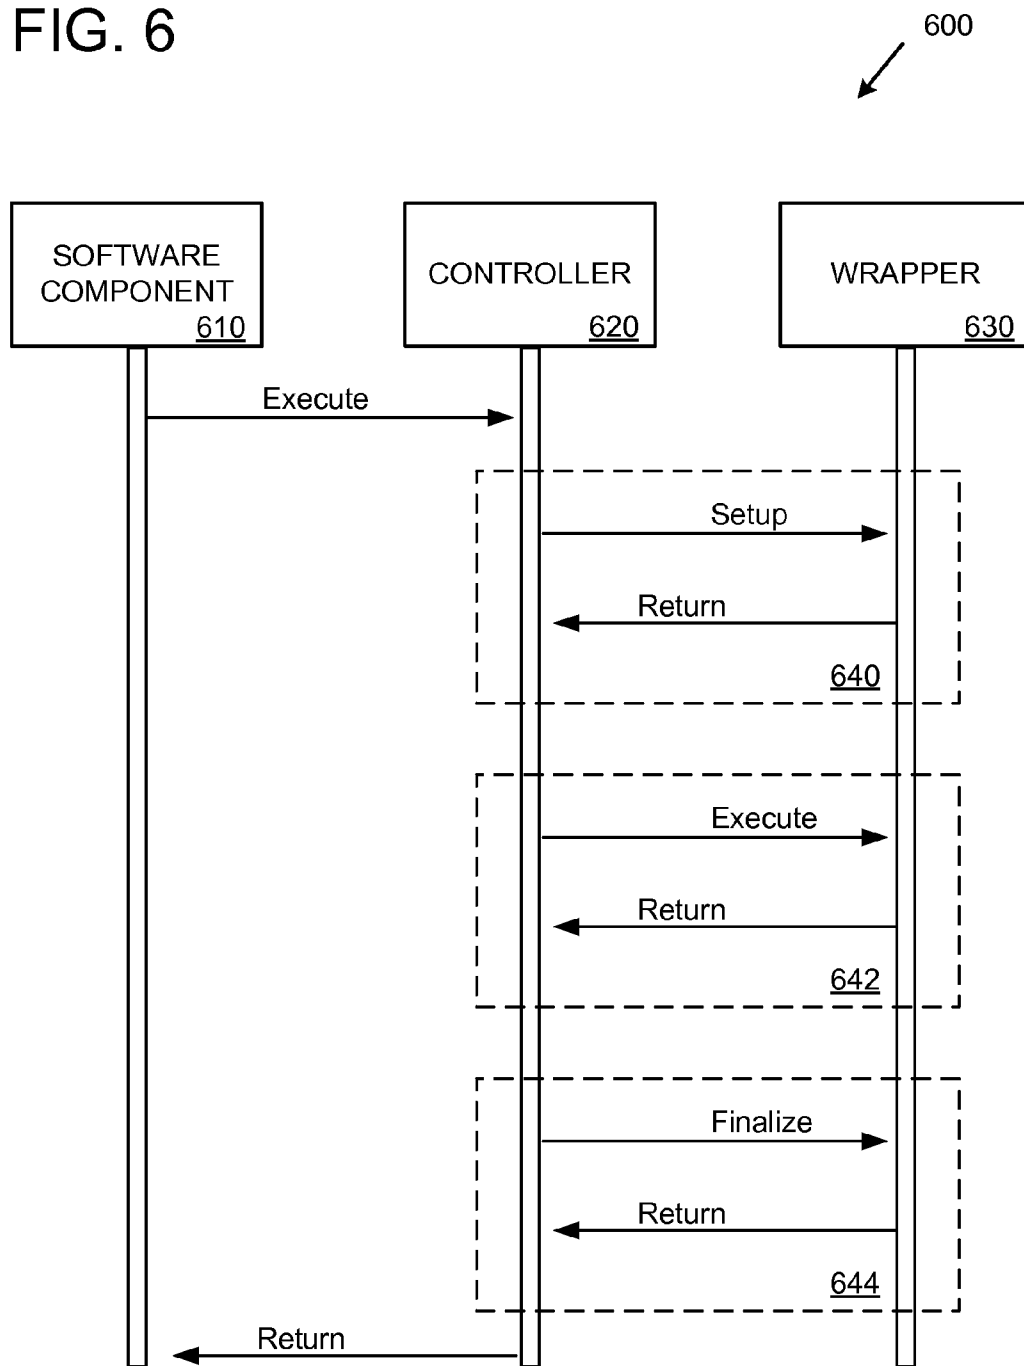 FIG. 6
600
SOFTWARE
COMPONENT
610
CONTROLLER
620
WRAPPER
630
Execute
Setup
Return
640
Execute
Return
642
Finalize
Return
644
Return